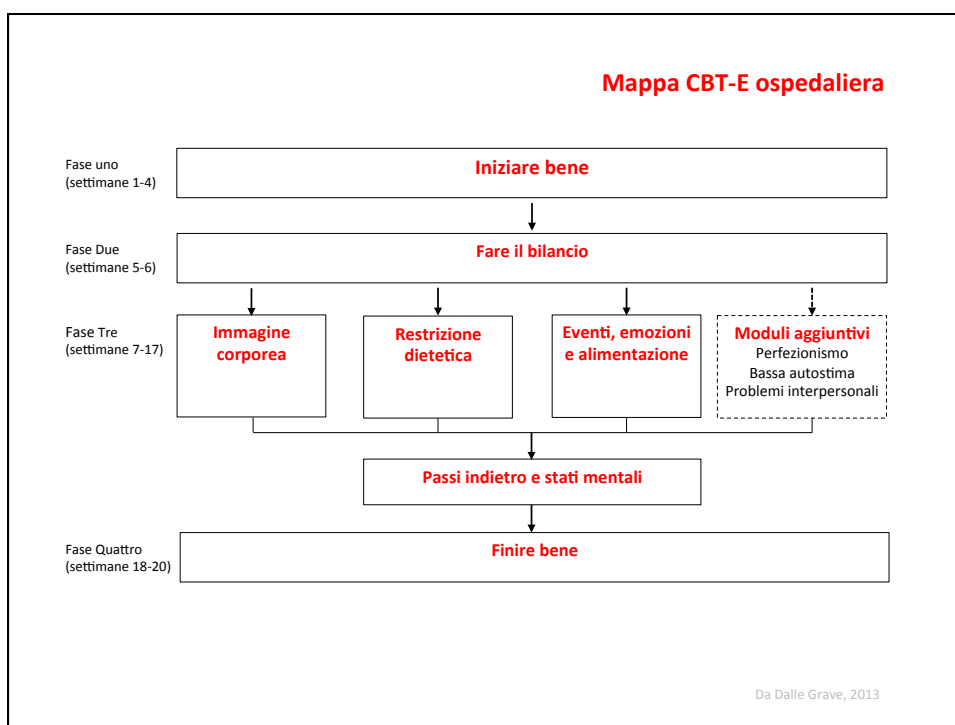 Mappa CBT-E ospedaliera
Fase uno
(settimane 1-4)
Iniziare bene
Fase Due
(settimane 5-6)
Fare il bilancio
Fase Tre
(settimane 7-17)
Immagine
corporea
Restrizione
dietetica
Eventi, emozioni
e alimentazione
Moduli aggiuntivi
Perfezionismo
Bassa autostima
Problemi interpersonali
Passi indietro e stati mentali
Fase Quattro
(settimane 18-20)
Finire bene
Da Dalle Grave, 2013